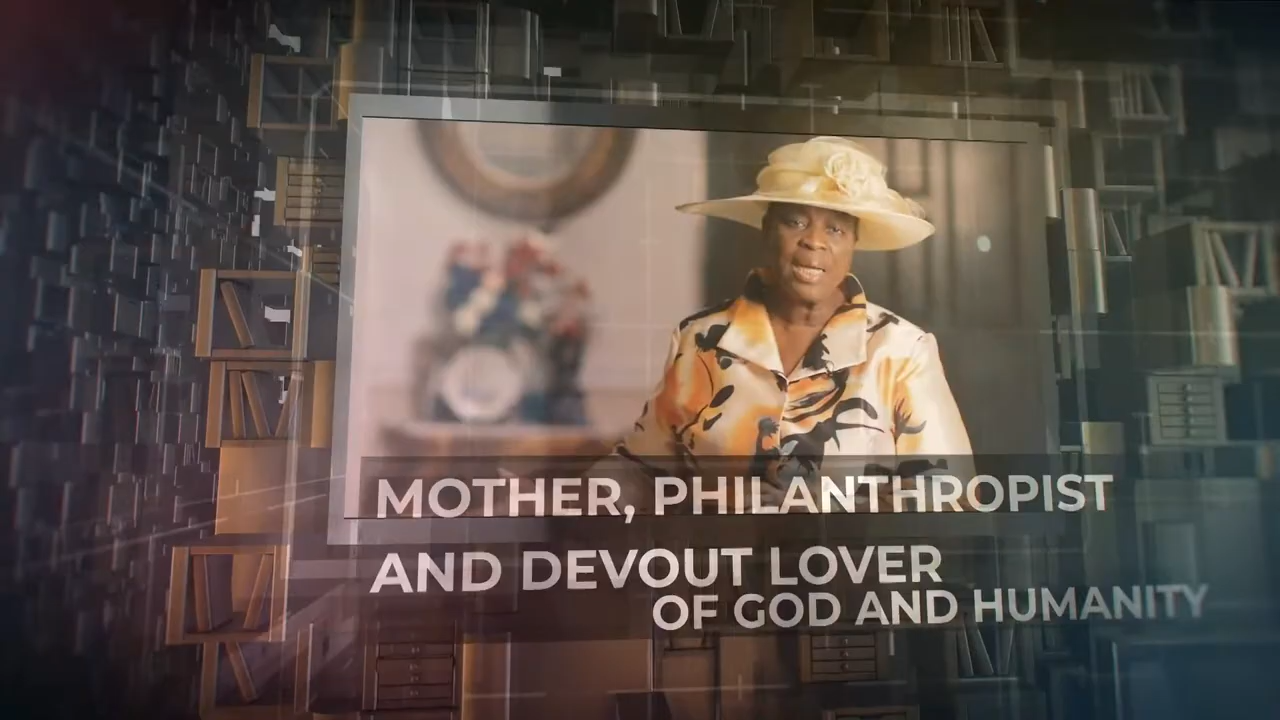 MOTHER, PHILANTHROPIST
AND DEVOUT LOVER
OF GOD AND HUMANITY